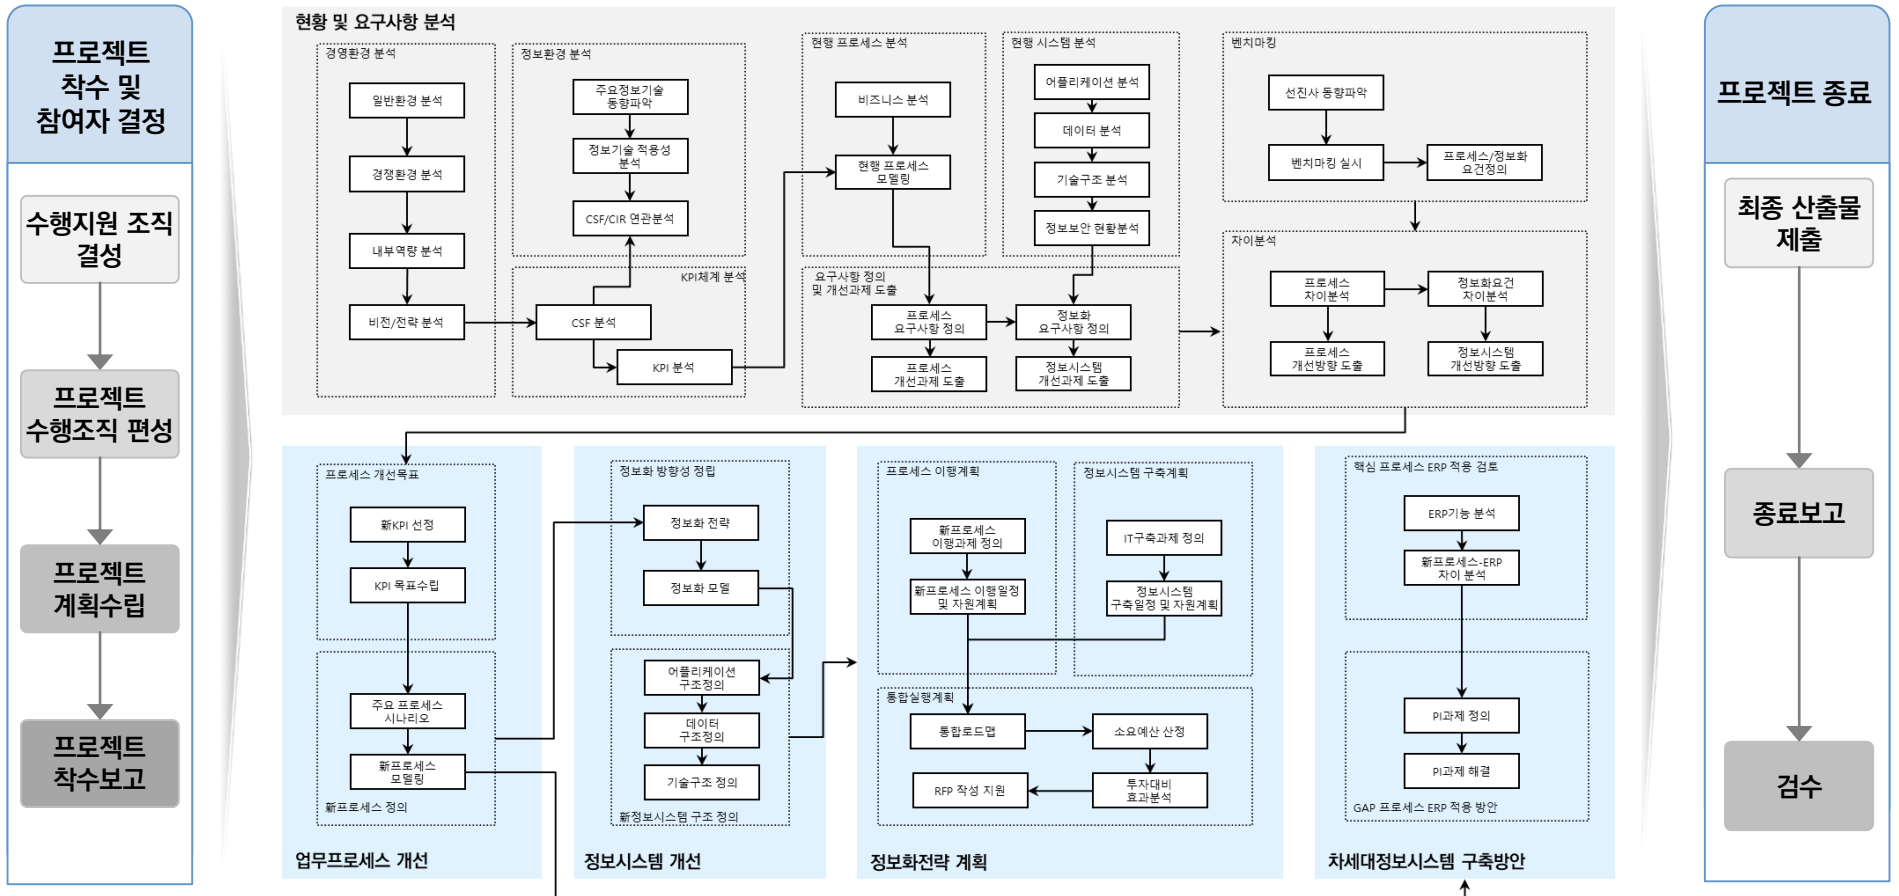 프로젝트
착수 및
참여자 결정
수행지원 조직
결성
프로젝트
수행조직 편성
프로젝트
계획수립
프로젝트
착수보고
현황 및 요구사항 분석
경영환경 분석
일반환경 분석
경쟁환경 분석
내부역량 분석
비전/전략 분석
정보환경 분석
주요정보기술
동향파악
정보기술 적용성
분석
CSF/CIR 연관분석
KPI체계 분석
CSF 분석
KPI 분석
현행 프로세스 분석
비즈니스 분석
현행 프로세스
모델링
현행 시스템 분석
어플리케이션 분석
데이터 분석
기술구조 분석
정보보안 현황분석
요구사항 정의
및 개선과제 도출
프로세스
요구사항 정의
정보화
요구사항 정의
프로세스
개선과제 도출
정보시스템
개선과제 도출
벤치마킹
선진사 동향파악
벤치마킹 실시
프로세스/정보화
요건정의
차이분석
프로세스
차이분석
정보화요건
차이분석
프로세스
개선방향 도출
정보시스템
개선방향 도출
프로세스 개선목표
新KPI 선정
KPI 목표수립
주요 프로세스
시나리오
新프로세스
모델링
新프로세스 정의
업무프로세스 개선
정보화 방향성 정립
정보화 전략
정보화 모델
어플리케이션
구조정의
데이터
구조정의
기술구조 정의
新정보시스템 구조 정의
정보시스템 개선
프로세스 이행계획
新프로세스
이행과제 정의
新프로세스 이행일정
및 자원계획
정보시스템 구축계획
IT구축과제 정의
정보시스템
구축일정 및 자원계획
통합실행계획
통합로드맵
소요예산 산정
RFP 작성 지원
투자대비
효과분석
정보화전략 계획
핵심 프로세스 ERP 적용 검토
ERP기능 분석
新프로세스-ERP
차이 분석
PI과제 정의
PI과제 해결
GAP 프로세스 ERP 적용 방안
차세대정보시스템 구축방안
프로젝트 종료
최종 산출물
제출
종료보고
검수